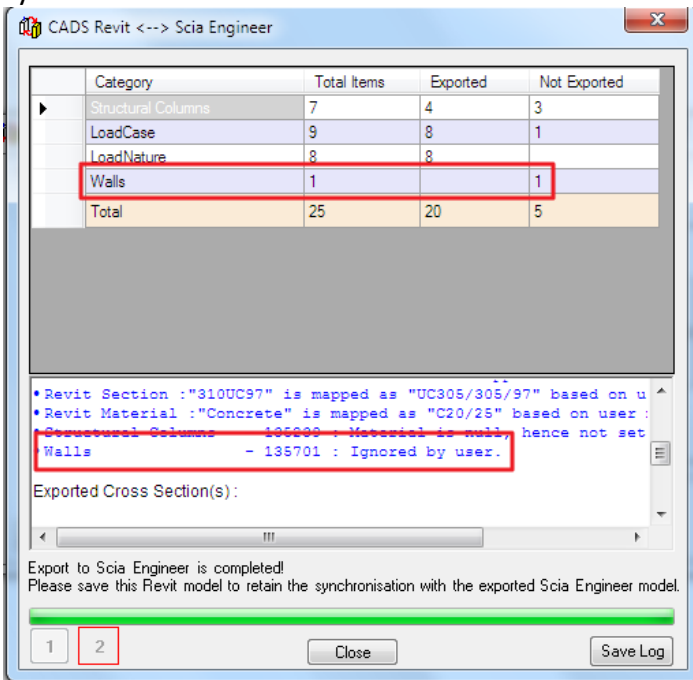 CADS Revit <--> Scia Engineer
Category Total Items Exported Not Exported
Structural Columns 7 4 3
LoadCase 9 8 1
LoadNature 8 8
Walls 1 1
Total 25 20 5
•Revit Section :"310UC97" is mapped as "UC305/305/97" based on u
•Revit Material :"Concrete" is mapped as "C20/25" based on user :
•Structural Columns - : Material is null, hence not set
•Walls - 135701 : Ignored by user.
Exported Cross Section(s) :
Export to Scia Engineer is completed!
Please save this Revit model to retain the synchronisation with the exported Scia Engineer model.
1 2 Close Save Log